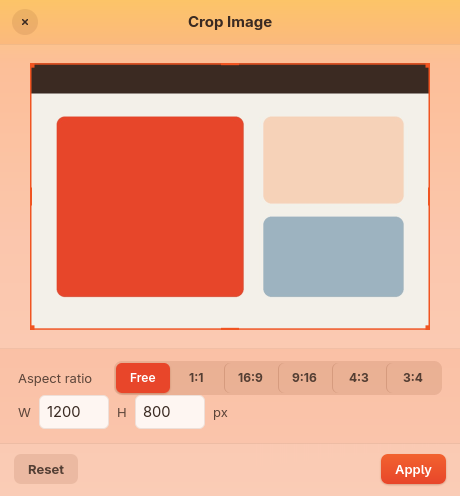 × Crop Image
Aspect ratio Free 1:1 16:9 9:16 4:3 3:4
W 1200 H 800 px
Reset Apply